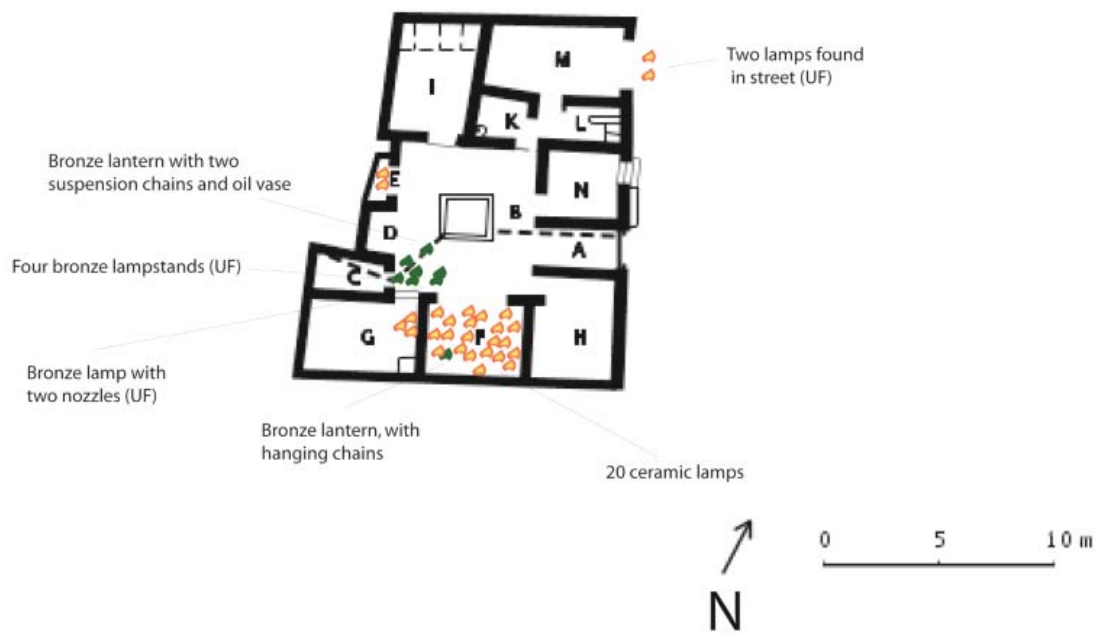 Two lamps found
in street (UF)
M
I
K
L
Bronze lantern with two
suspension chains and oil vase
E
N
B
D
A
Four bronze lampstands (UF)
C
G
F
H
Bronze lamp with
two nozzles (UF)
Bronze lantern, with
hanging chains
20 ceramic lamps
0 5 10 m
N